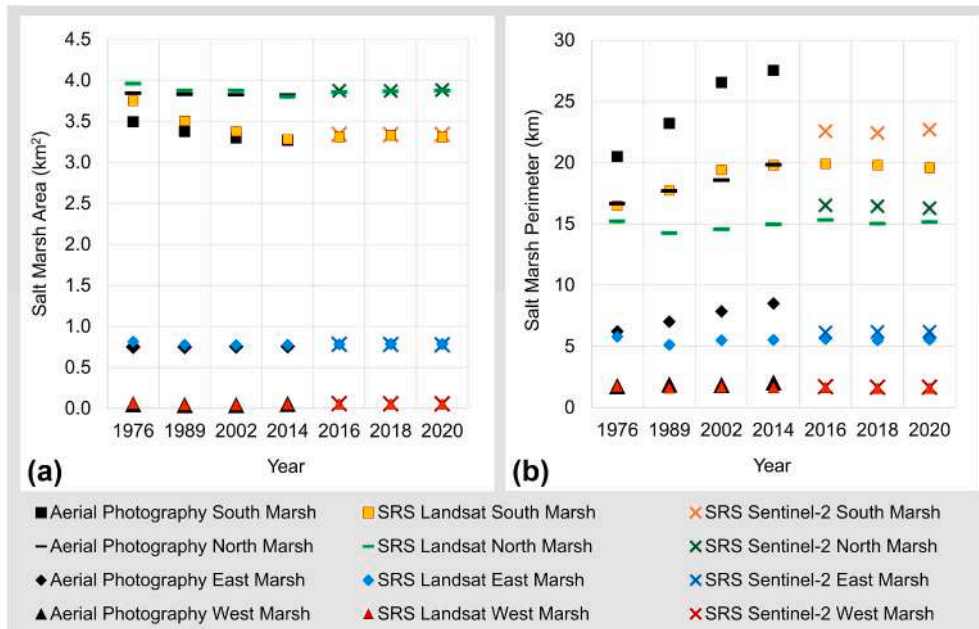 Salt Marsh Area (km²)
4.5
4.0
3.5
3.0
2.5
2.0
1.5
1.0
0.5
0.0
1976 1989 2002 2014 2016 2018 2020
Year
(a)
Salt Marsh Perimeter (km)
30
25
20
15
10
5
0
1976 1989 2002 2014 2016 2018 2020
Year
(b)
Aerial Photography South Marsh SRS Landsat South Marsh SRS Sentinel-2 South Marsh
Aerial Photography North Marsh SRS Landsat North Marsh SRS Sentinel-2 North Marsh
Aerial Photography East Marsh SRS Landsat East Marsh SRS Sentinel-2 East Marsh
Aerial Photography West Marsh SRS Landsat West Marsh SRS Sentinel-2 West Marsh